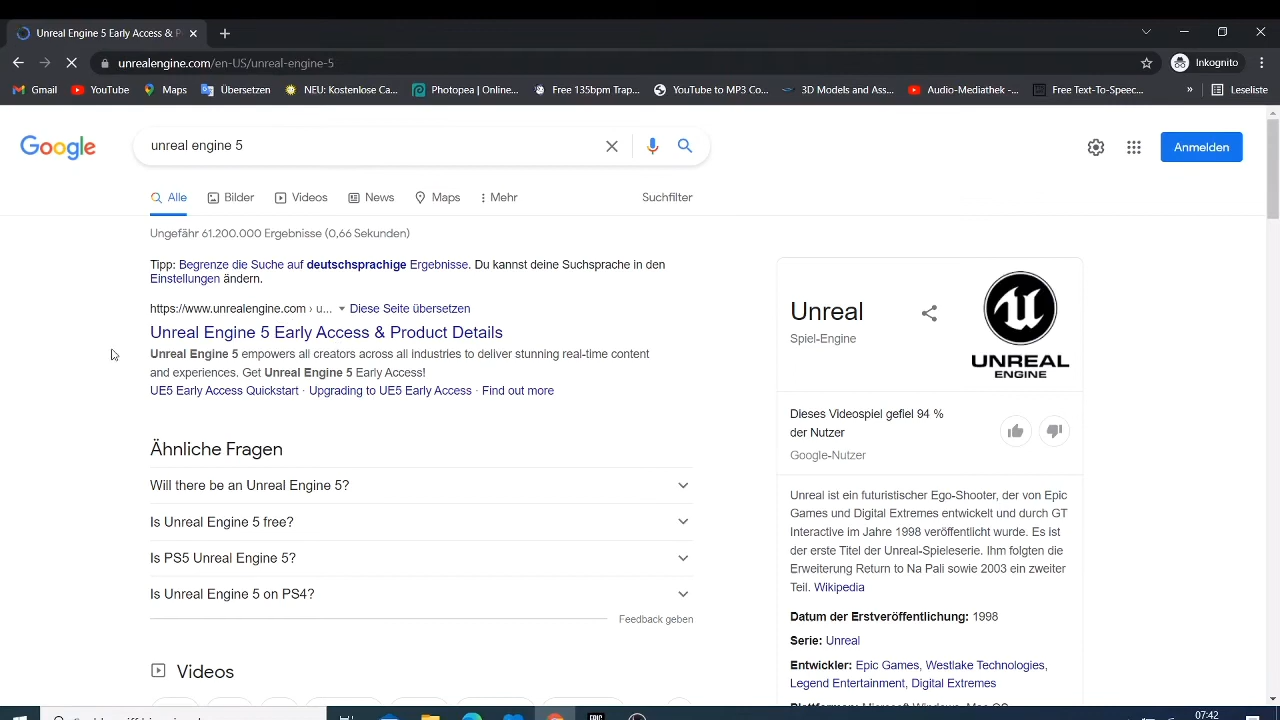 Unreal Engine 5 Early Access & P
unrealengine.com/en-US/unreal-engine-5
Inkognito
Gmail
YouTube
Maps
Übersetzen
NEU: Kostenlose Ca...
Photopea | Online...
Free 135bpm Trap...
YouTube to MP3 Co...
3D Models and Ass...
Audio-Mediathek -...
Free Text-To-Speec...
»
Leseliste
Google
unreal engine 5
Anmelden
Alle
Bilder
Videos
News
Maps
Mehr
Suchfilter
Ungefähr 61.200.000 Ergebnisse (0,66 Sekunden)
Tipp: Begrenze die Suche auf deutschsprachige Ergebnisse. Du kannst deine Suchsprache in den
Einstellungen ändern.
https://www.unrealengine.com › u... Diese Seite übersetzen
Unreal Engine 5 Early Access & Product Details
Unreal Engine 5 empowers all creators across all industries to deliver stunning real-time content
and experiences. Get Unreal Engine 5 Early Access!
UE5 Early Access Quickstart · Upgrading to UE5 Early Access · Find out more
Ähnliche Fragen
Will there be an Unreal Engine 5?
Is Unreal Engine 5 free?
Is PS5 Unreal Engine 5?
Is Unreal Engine 5 on PS4?
Feedback geben
Videos
Unreal
Spiel-Engine
UNREAL
ENGINE
Dieses Videospiel gefiel 94 %
der Nutzer
Google-Nutzer
Unreal ist ein futuristischer Ego-Shooter, der von Epic
Games und Digital Extremes entwickelt und durch GT
Interactive im Jahre 1998 veröffentlicht wurde. Es ist
der erste Titel der Unreal-Spieleserie. Ihm folgten die
Erweiterung Return to Na Pali sowie 2003 ein zweiter
Teil. Wikipedia
Datum der Erstveröffentlichung: 1998
Serie: Unreal
Entwickler: Epic Games, Westlake Technologies,
Legend Entertainment, Digital Extremes
07:42